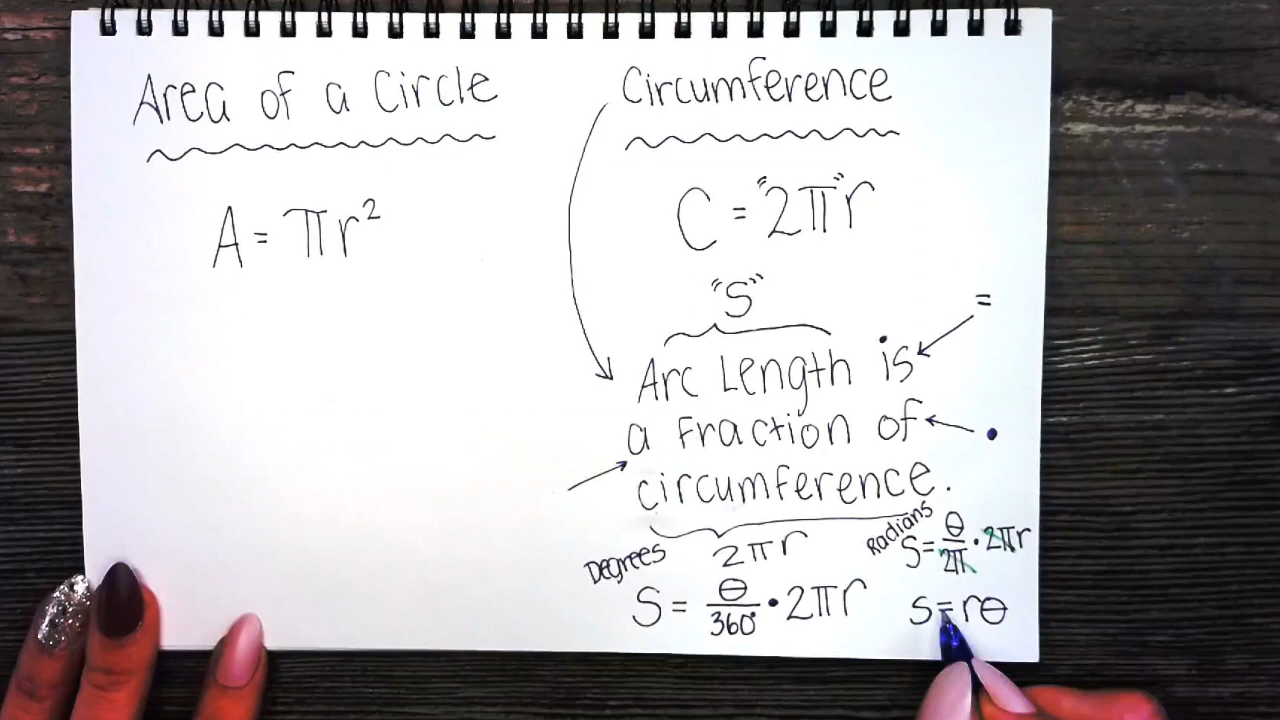 Area of a Circle
A = πr²
Circumference
C = "2π"r
"S"
=
Arc Length is
a fraction of
•
circumference.
2πr
Degrees
S = θ/360° • 2πr
Radians
S = θ/2π • 2πr
S = rθ